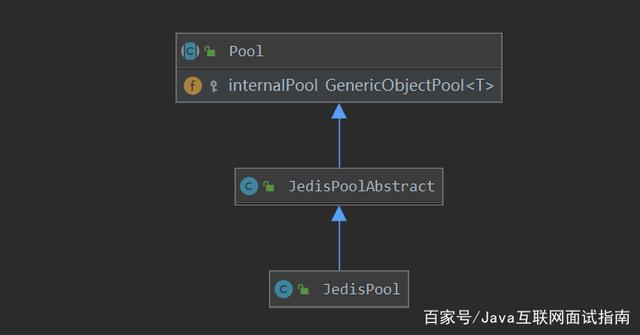 Pool
internalPool GenericObjectPool<T>
JedisPoolAbstract
JedisPool
百家号/Java互联网面试指南